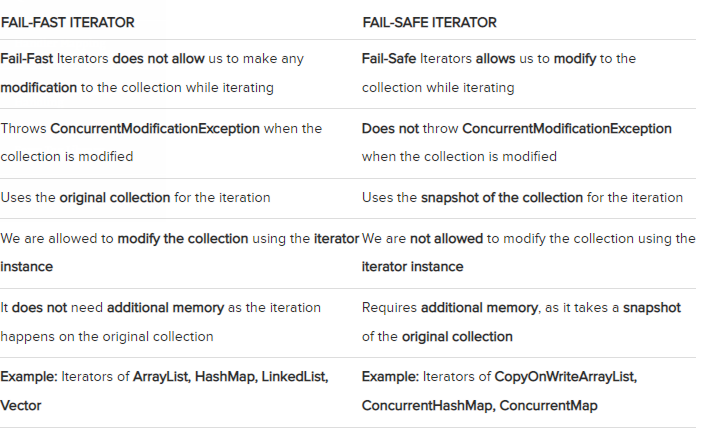 FAIL-FAST ITERATOR FAIL-SAFE ITERATOR
Fail-Fast Iterators does not allow us to make any
modification to the collection while iterating
Fail-Safe Iterators allows us to modify to the
collection while iterating
Throws ConcurrentModificationException when the
collection is modified
Does not throw ConcurrentModificationException
when the collection is modified
Uses the original collection for the iteration
Uses the snapshot of the collection for the iteration
We are allowed to modify the collection using the iterator
instance
We are not allowed to modify the collection using the
iterator instance
It does not need additional memory as the iteration
happens on the original collection
Requires additional memory, as it takes a snapshot
of the original collection
Example: Iterators of ArrayList, HashMap, LinkedList,
Vector
Example: Iterators of CopyOnWriteArrayList,
ConcurrentHashMap, ConcurrentMap